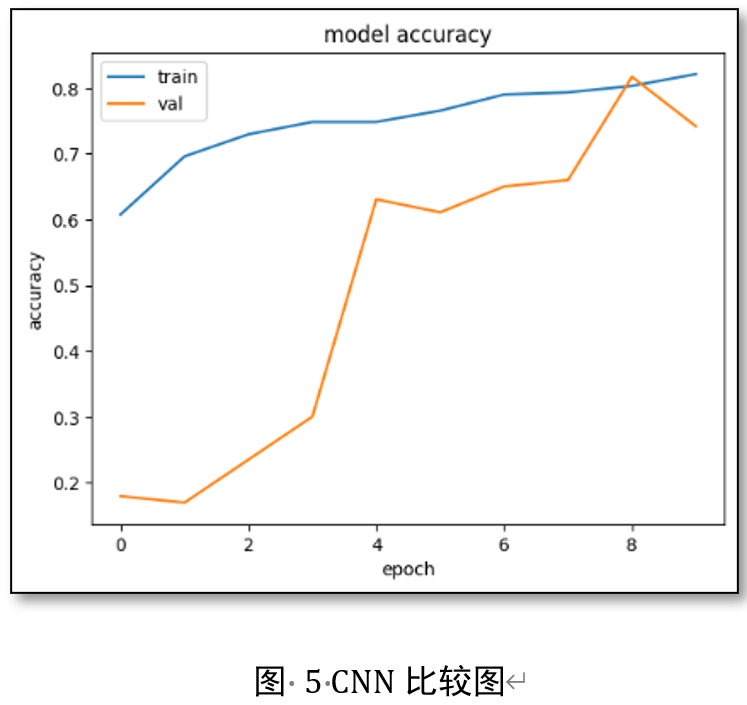 model accuracy
train
val
0.8
0.7
0.6
0.5
0.4
0.3
0.2
accuracy
0 2 4 6 8
epoch
图· 5·CNN 比较图↵